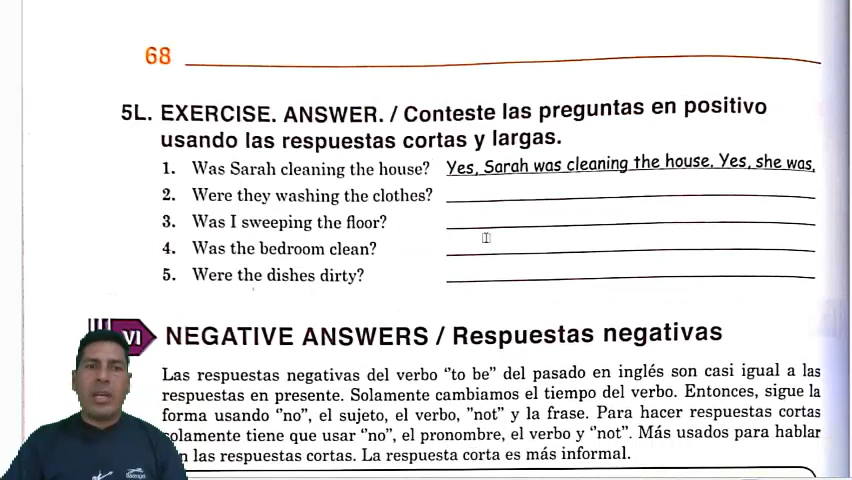 68
5L. EXERCISE. ANSWER. / Conteste las preguntas en positivo
usando las respuestas cortas y largas.
1. Was Sarah cleaning the house? Yes, Sarah was cleaning the house. Yes, she was.
2. Were they washing the clothes?
3. Was I sweeping the floor?
4. Was the bedroom clean?
5. Were the dishes dirty?
VI NEGATIVE ANSWERS / Respuestas negativas
Las respuestas negativas del verbo "to be" del pasado en inglés son casi igual a las
respuestas en presente. Solamente cambiamos el tiempo del verbo. Entonces, sigue la
forma usando "no", el sujeto, el verbo, "not" y la frase. Para hacer respuestas cortas
solamente tiene que usar "no", el pronombre, el verbo y "not". Más usados para hablar
las respuestas cortas. La respuesta corta es más informal.